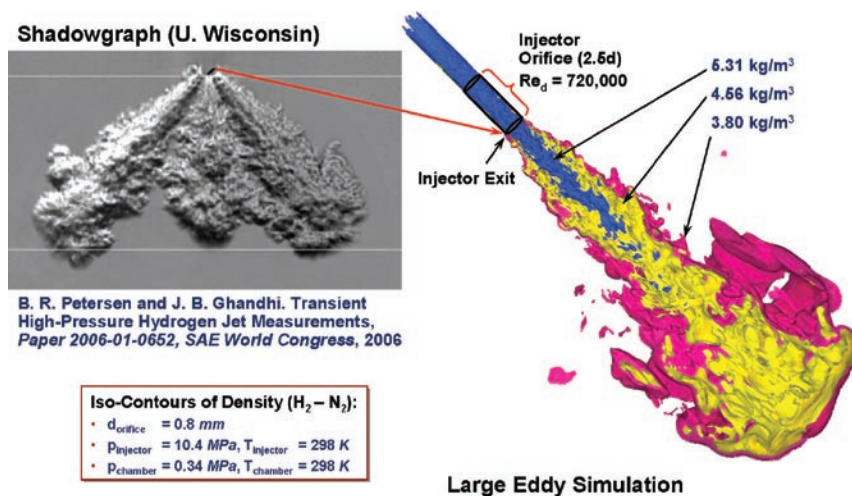 Shadowgraph (U. Wisconsin)
Injector
Orifice (2.5d)
Re_d = 720,000
5.31 kg/m³
4.56 kg/m³
3.80 kg/m³
Injector Exit
B. R. Petersen and J. B. Ghandhi. Transient
High-Pressure Hydrogen Jet Measurements,
Paper 2006-01-0652, SAE World Congress, 2006
Iso-Contours of Density (H₂ – N₂):
• d_orifice = 0.8 mm
• p_injector = 10.4 MPa, T_injector = 298 K
• p_chamber = 0.34 MPa, T_chamber = 298 K
Large Eddy Simulation